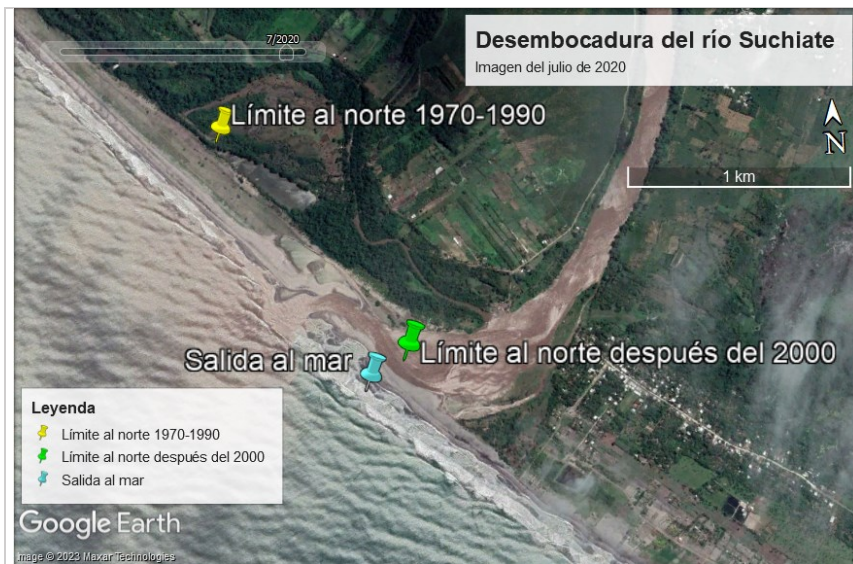 7/2020
Desembocadura del río Suchiate
Imagen del julio de 2020
Límite al norte 1970-1990
N
1 km
Salida al mar
Límite al norte después del 2000
Leyenda
Límite al norte 1970-1990
Límite al norte después del 2000
Salida al mar
Google Earth
Image © 2023 Maxar Technologies